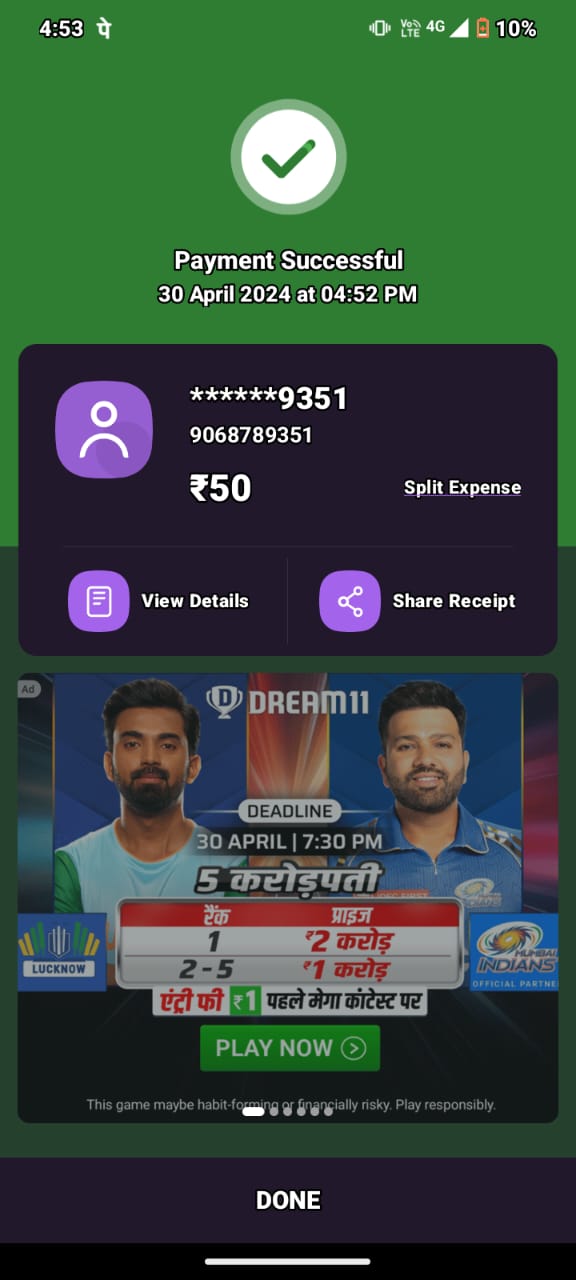 4:53 पे Vo LTE 4G 10%
Payment Successful
30 April 2024 at 04:52 PM
******9351
9068789351
₹50
Split Expense
View Details
Share Receipt
Ad
DREAM11
DEADLINE
30 APRIL | 7:30 PM
5 करोड़पती
रैंक प्राइज
1 ₹2 करोड़
2-5 ₹1 करोड़
LUCKNOW
MUMBAI
INDIANS
OFFICIAL PARTNE
एंट्री फी ₹1 पहले मेगा कांटेस्ट पर
PLAY NOW
This game maybe habit-forming or financially risky. Play responsibly.
DONE